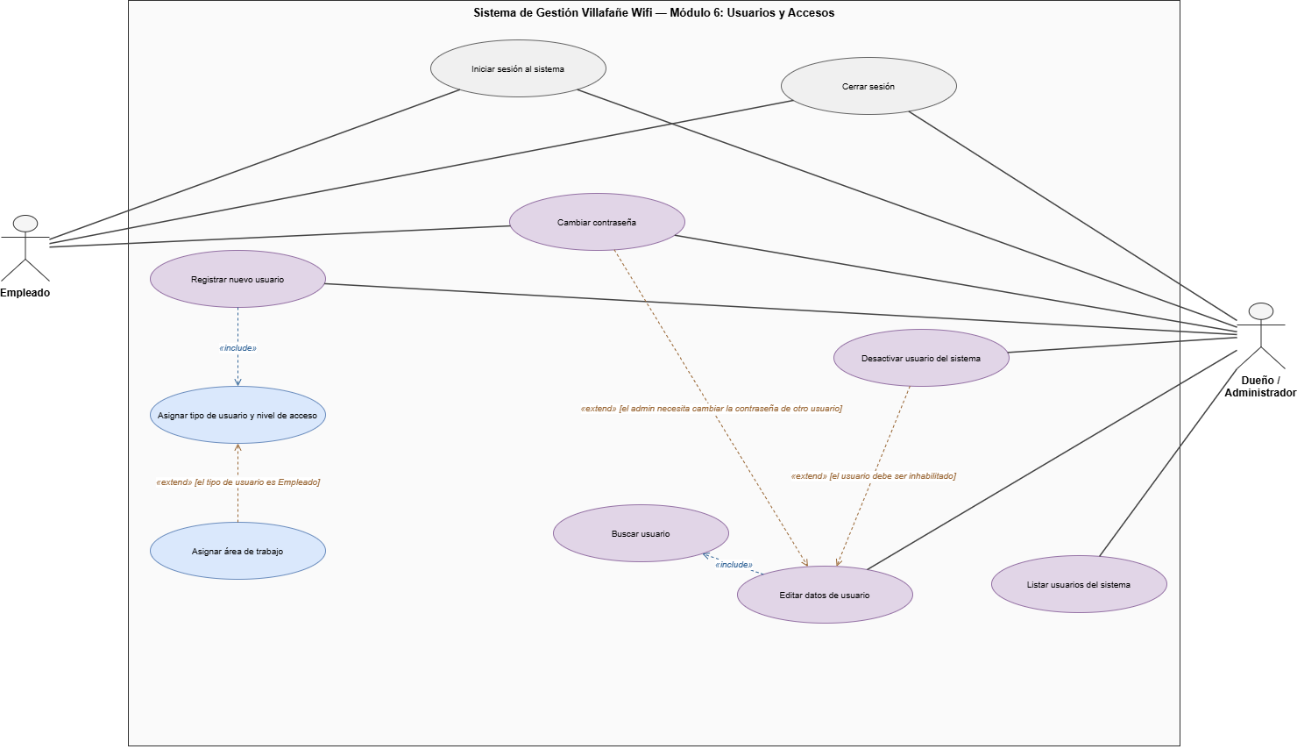 Sistema de Gestión Villafañe Wifi — Módulo 6: Usuarios y Accesos
Iniciar sesión al sistema
Cerrar sesión
Cambiar contraseña
Registrar nuevo usuario
Empleado
«include»
Desactivar usuario del sistema
Dueño /
Administrador
Asignar tipo de usuario y nivel de acceso
«extend» [el admin necesita cambiar la contraseña de otro usuario]
«extend» [el tipo de usuario es Empleado]
«extend» [el usuario debe ser inhabilitado]
Buscar usuario
Asignar área de trabajo
«include»
Editar datos de usuario
Listar usuarios del sistema